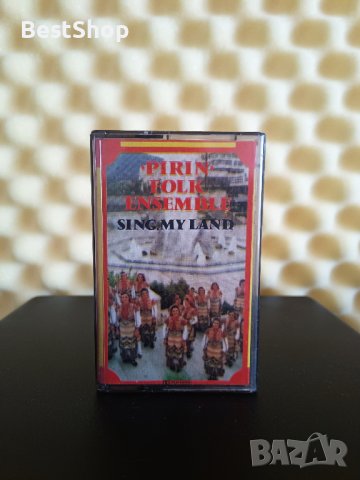 BestShop
"PIRIN"
FOLK
ENSEMBLE
SING, MY LAND
BAZAR